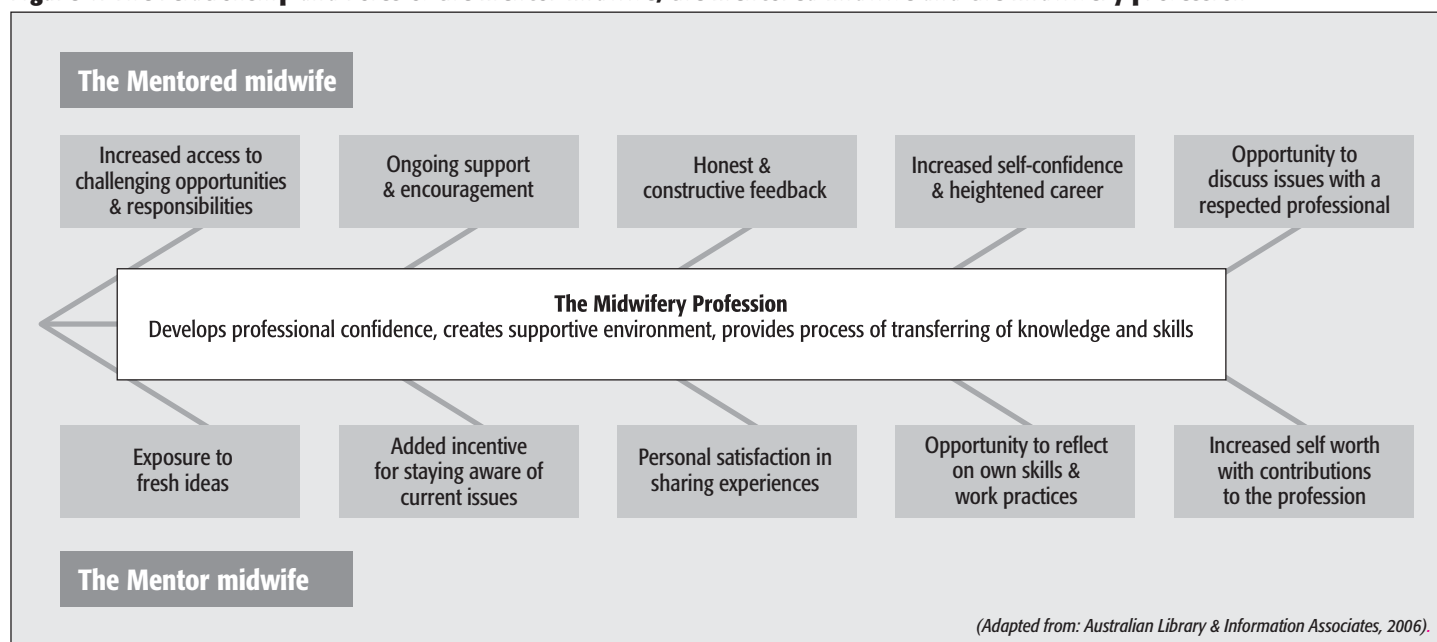 The Mentored midwife
Increased access to
challenging opportunities
& responsibilities
Ongoing support
& encouragement
Honest &
constructive feedback
Increased self-confidence
& heightened career
Opportunity to
discuss issues with a
respected professional
The Midwifery Profession
Develops professional confidence, creates supportive environment, provides process of transferring of knowledge and skills
Exposure to
fresh ideas
Added incentive
for staying aware of
current issues
Personal satisfaction in
sharing experiences
Opportunity to reflect
on own skills &
work practices
Increased self worth
with contributions
to the profession
The Mentor midwife
(Adapted from: Australian Library & Information Associates, 2006).